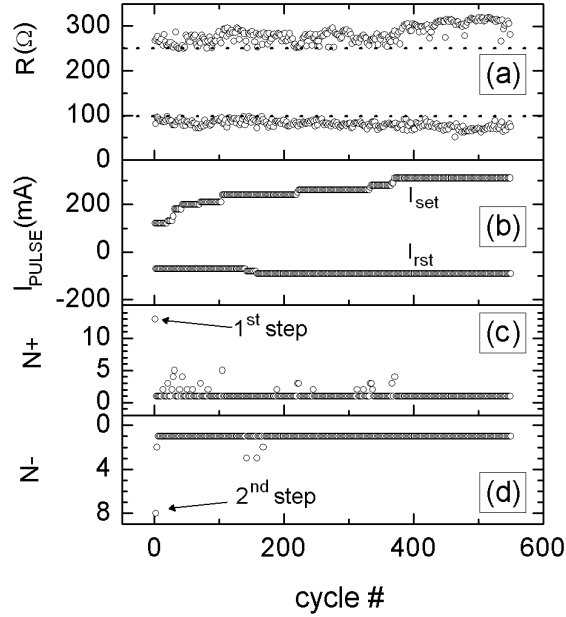 R(Ω)
300
200
100
0
(a)
I_PULSE(mA)
200
0
-200
I_set
I_rst
(b)
N+
10
5
0
1st step
(c)
N-
0
4
8
2nd step
(d)
0
200
400
600
cycle #